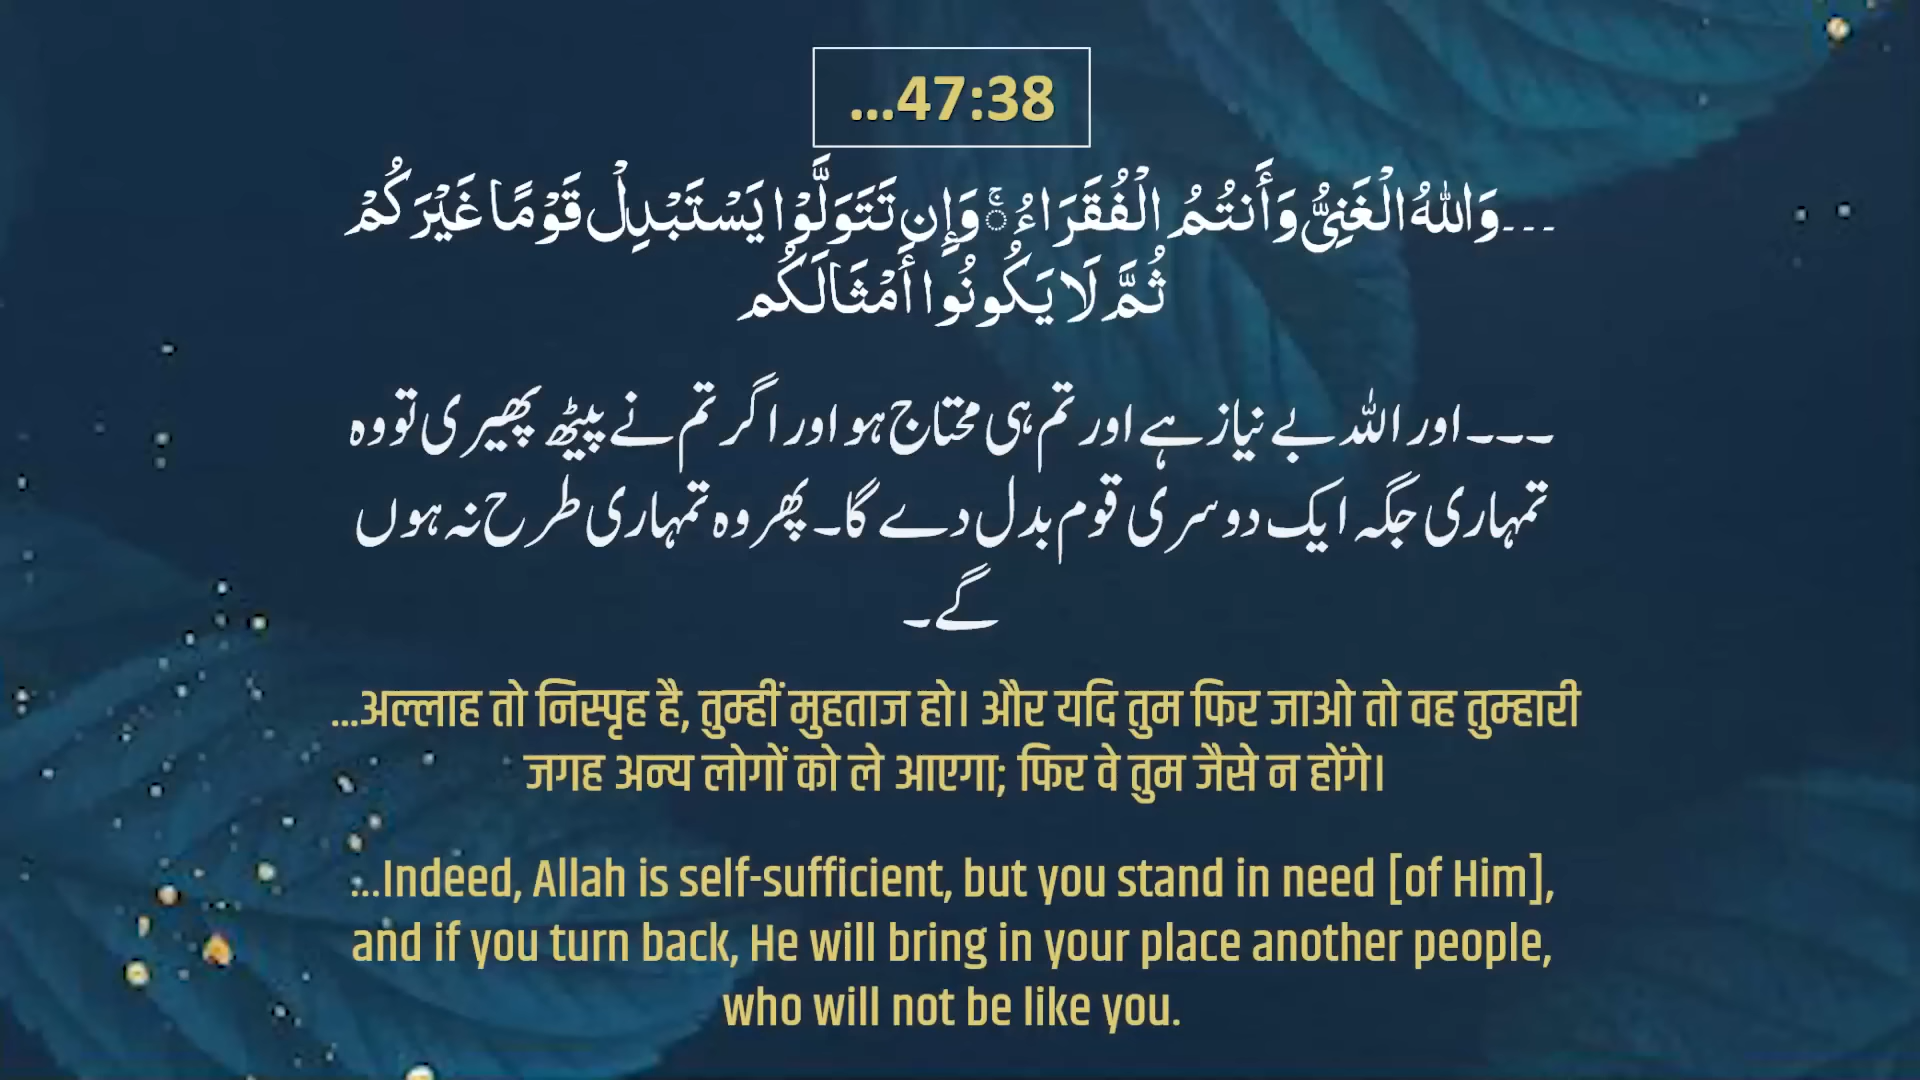 ...47:38
۔۔۔وَاللَّهُ الْغَنِيُّ وَأَنتُمُ الْفُقَرَاءُ ۚ وَإِن تَتَوَلَّوْا يَسْتَبْدِلْ قَوْمًا غَيْرَكُمْ
ثُمَّ لَا يَكُونُوا أَمْثَالَكُم
۔۔۔ اور اللہ بے نیاز ہے اور تم ہی محتاج ہو اور اگر تم نے پیٹھ پھیری تو وہ
تمہاری جگہ ایک دوسری قوم بدل دے گا۔ پھر وہ تمہاری طرح نہ ہوں
گے۔
...अल्लाह तो निस्पृह है, तुम्हीं मुहताज हो। और यदि तुम फिर जाओ तो वह तुम्हारी
जगह अन्य लोगों को ले आएगा; फिर वे तुम जैसे न होंगे।
...Indeed, Allah is self-sufficient, but you stand in need [of Him],
and if you turn back, He will bring in your place another people,
who will not be like you.